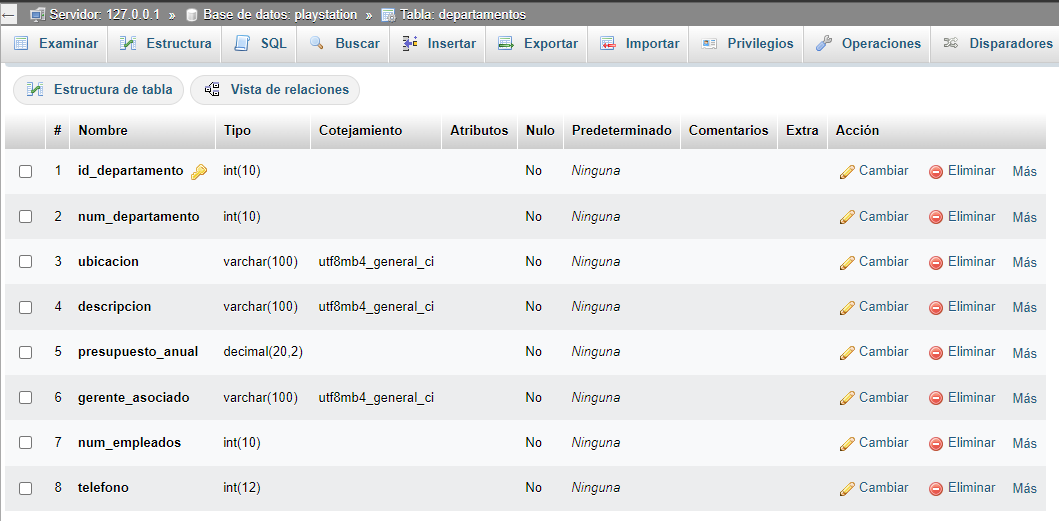 Servidor: 127.0.0.1 » Base de datos: playstation » Tabla: departamentos
Examinar Estructura SQL Buscar Insertar Exportar Importar Privilegios Operaciones Disparadores
Estructura de tabla Vista de relaciones
# Nombre Tipo Cotejamiento Atributos Nulo Predeterminado Comentarios Extra Acción
1 id_departamento int(10) No Ninguna Cambiar Eliminar Más
2 num_departamento int(10) No Ninguna Cambiar Eliminar Más
3 ubicacion varchar(100) utf8mb4_general_ci No Ninguna Cambiar Eliminar Más
4 descripcion varchar(100) utf8mb4_general_ci No Ninguna Cambiar Eliminar Más
5 presupuesto_anual decimal(20,2) No Ninguna Cambiar Eliminar Más
6 gerente_asociado varchar(100) utf8mb4_general_ci No Ninguna Cambiar Eliminar Más
7 num_empleados int(10) No Ninguna Cambiar Eliminar Más
8 telefono int(12) No Ninguna Cambiar Eliminar Más